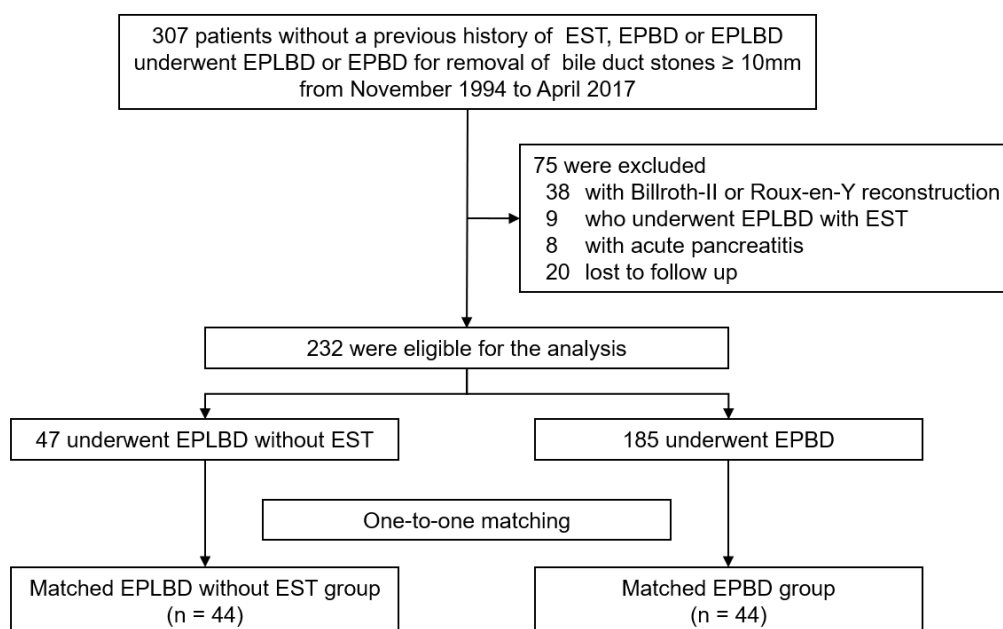 307 patients without a previous history of EST, EPBD or EPLBD
underwent EPLBD or EPBD for removal of bile duct stones ≥ 10mm
from November 1994 to April 2017
75 were excluded
38 with Billroth-II or Roux-en-Y reconstruction
9 who underwent EPLBD with EST
8 with acute pancreatitis
20 lost to follow up
232 were eligible for the analysis
47 underwent EPLBD without EST
185 underwent EPBD
One-to-one matching
Matched EPLBD without EST group
(n = 44)
Matched EPBD group
(n = 44)